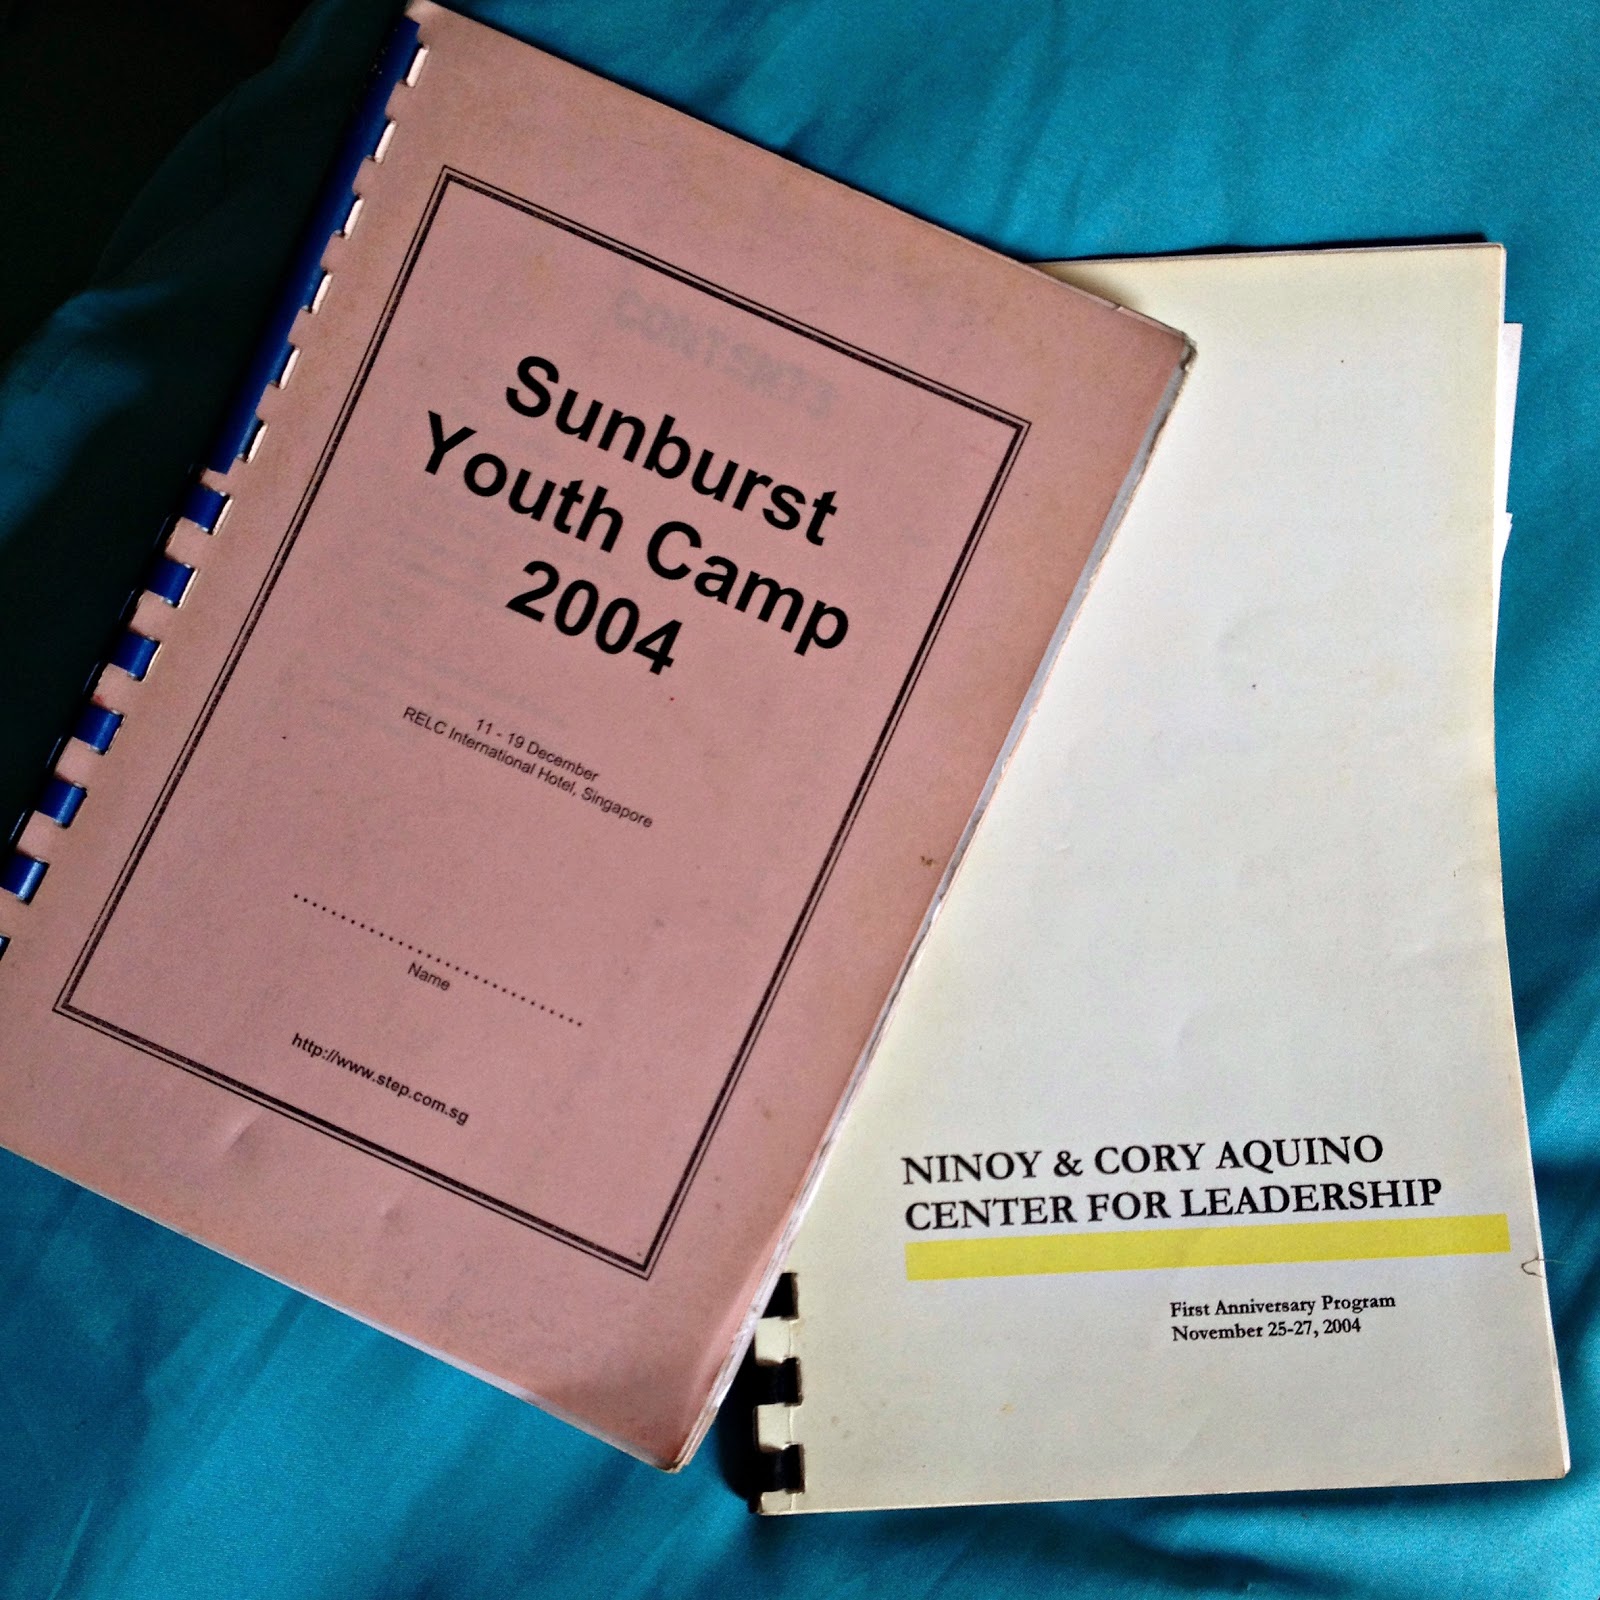 CONTENTS
Sunburst
Youth Camp
2004
11 - 19 December
RELC International Hotel, Singapore
Name
http://www.step.com.sg
NINOY & CORY AQUINO
CENTER FOR LEADERSHIP
First Anniversary Program
November 25-27, 2004